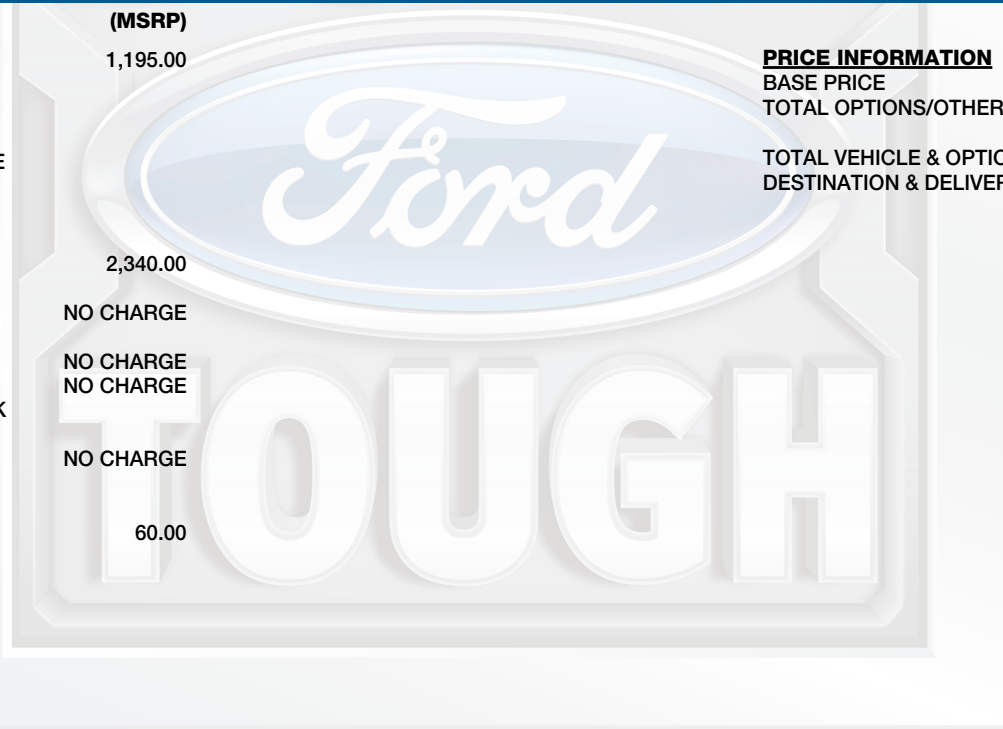 (MSRP)
1,195.00
E
2,340.00
NO CHARGE
NO CHARGE
NO CHARGE
K
NO CHARGE
60.00
PRICE INFORMATION
BASE PRICE
TOTAL OPTIONS/OTHER
TOTAL VEHICLE & OPTIO
DESTINATION & DELIVER
Ford
TOUGH